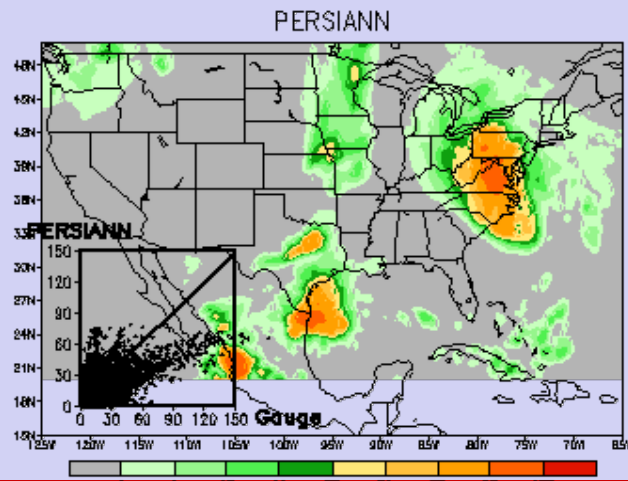 PERSIANN
48N
45N
42N
39N
36N
33N
PERSIANN
150
30N
120
27N
90
24N
60
21N
30
18N
0
0 30 60 90 120 150 Gauge
15N
125W 120W 115W 110W 105W 100W 95W 90W 85W 80W 75W 70W 65W